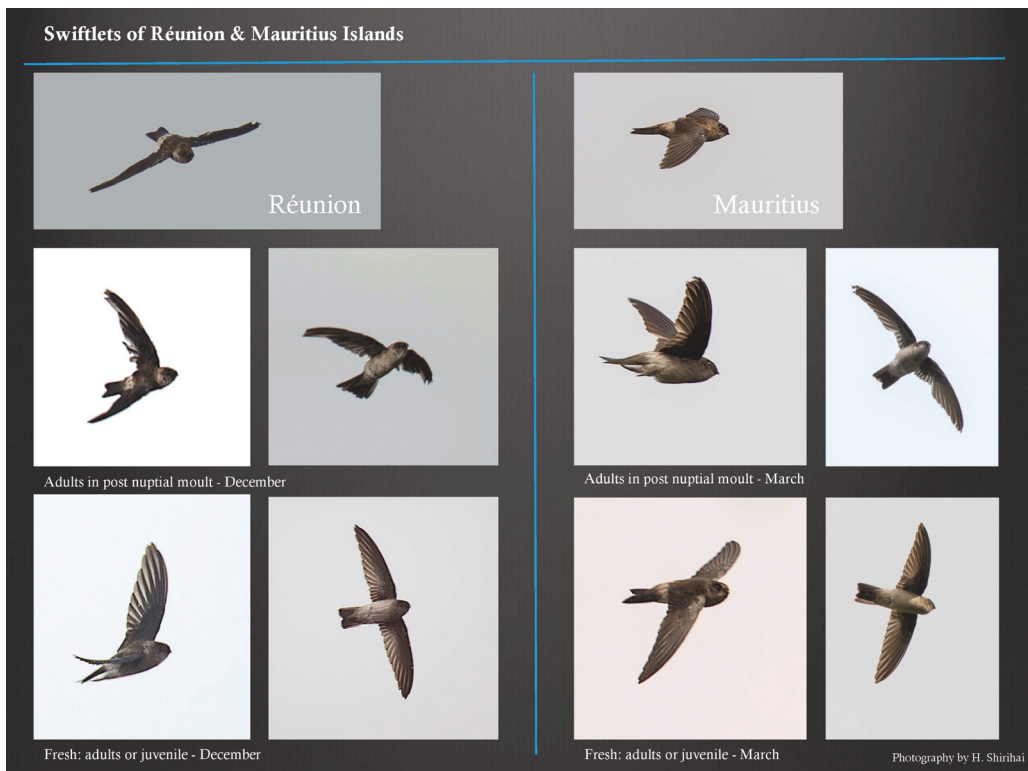 Swiftlets of Réunion & Mauritius Islands
Réunion
Mauritius
Adults in post nuptial moult - December
Adults in post nuptial moult - March
Fresh: adults or juvenile - December
Fresh: adults or juvenile - March
Photography by H. Shirihai